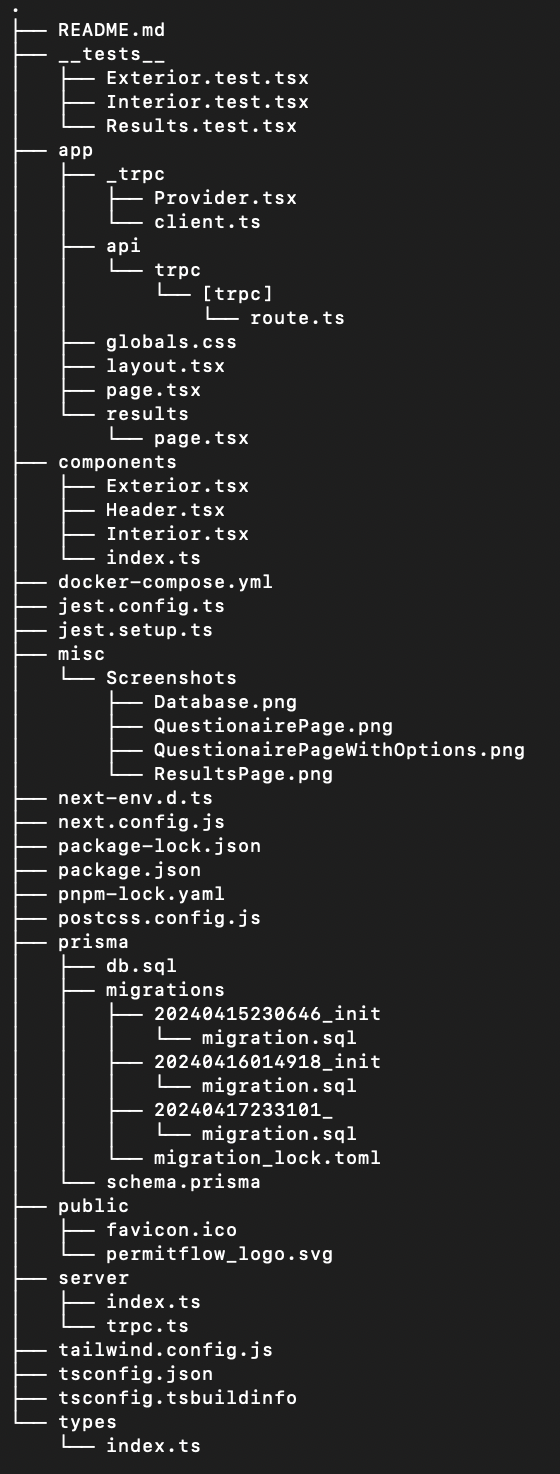 .
├── README.md
├── __tests__
│   ├── Exterior.test.tsx
│   ├── Interior.test.tsx
│   └── Results.test.tsx
├── app
│   ├── _trpc
│   │   ├── Provider.tsx
│   │   └── client.ts
│   ├── api
│   │   └── trpc
│   │       └── [trpc]
│   │           └── route.ts
│   ├── globals.css
│   ├── layout.tsx
│   ├── page.tsx
│   └── results
│       └── page.tsx
├── components
│   ├── Exterior.tsx
│   ├── Header.tsx
│   ├── Interior.tsx
│   └── index.ts
├── docker-compose.yml
├── jest.config.ts
├── jest.setup.ts
├── misc
│   └── Screenshots
│       ├── Database.png
│       ├── QuestionairePage.png
│       ├── QuestionairePageWithOptions.png
│       └── ResultsPage.png
├── next-env.d.ts
├── next.config.js
├── package-lock.json
├── package.json
├── pnpm-lock.yaml
├── postcss.config.js
├── prisma
│   ├── db.sql
│   ├── migrations
│   │   ├── 20240415230646_init
│   │   │   └── migration.sql
│   │   ├── 20240416014918_init
│   │   │   └── migration.sql
│   │   ├── 20240417233101_
│   │   │   └── migration.sql
│   │   └── migration_lock.toml
│   └── schema.prisma
├── public
│   ├── favicon.ico
│   └── permitflow_logo.svg
├── server
│   ├── index.ts
│   └── trpc.ts
├── tailwind.config.js
├── tsconfig.json
├── tsconfig.tsbuildinfo
└── types
    └── index.ts